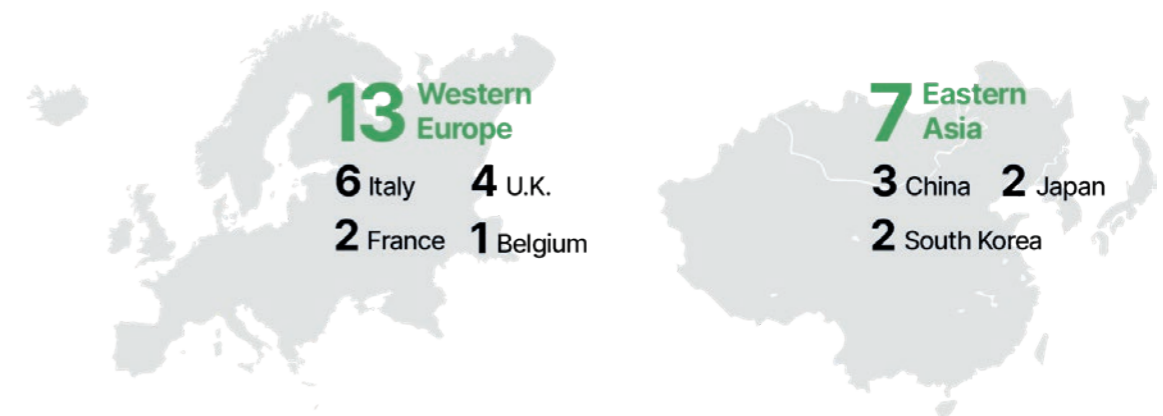 13 Western
Europe
6 Italy 4 U.K.
2 France 1 Belgium
7 Eastern
Asia
3 China 2 Japan
2 South Korea